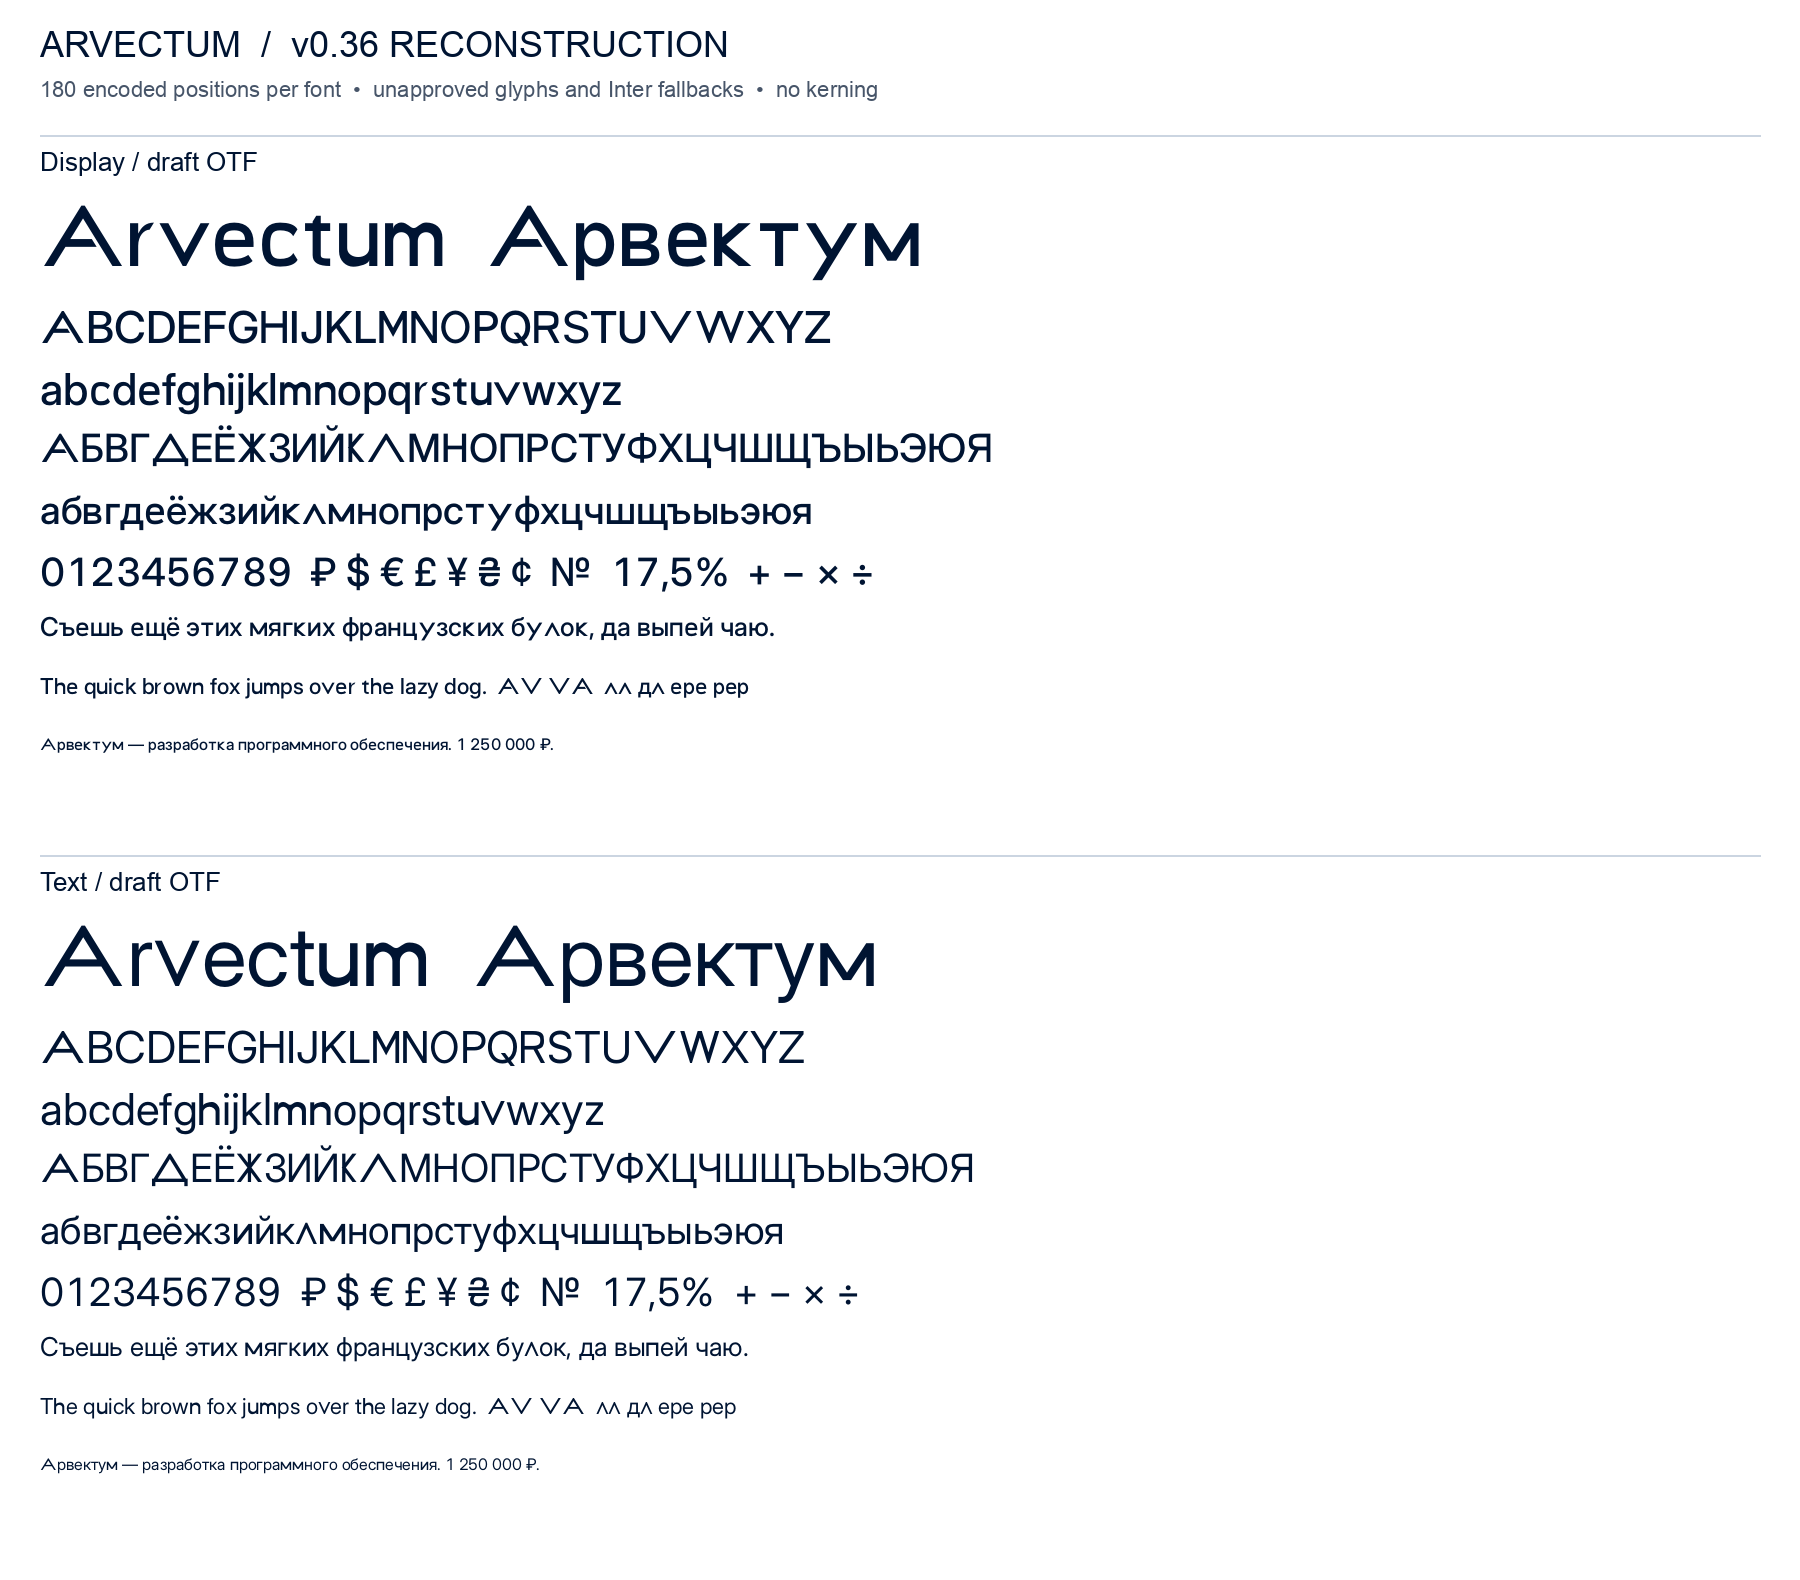 ARVECTUM / v0.36 RECONSTRUCTION
180 encoded positions per font • unapproved glyphs and Inter fallbacks • no kerning
Display / draft OTF
Arvectum Арвектум
ABCDEFGHIJKLMNOPQRSTUVWXYZ
abcdefghijklmnopqrstuvwxyz
АБВГДЕЁЖЗИЙКЛМНОПРСТУФХЦЧШЩЪЫЬЭЮЯ
абвгдеёжзийклмнопрстуфхцчшщъыьэюя
0123456789 ₽ $ € £ ¥ ₴ ¢ № 17,5% + − × ÷
Съешь ещё этих мягких французских булок, да выпей чаю.
The quick brown fox jumps over the lazy dog. AV VA лл дл ере рер
Арвектум — разработка программного обеспечения. 1 250 000 ₽.
Text / draft OTF
Arvectum Арвектум
ABCDEFGHIJKLMNOPQRSTUVWXYZ
abcdefghijklmnopqrstuvwxyz
АБВГДЕЁЖЗИЙКЛМНОПРСТУФХЦЧШЩЪЫЬЭЮЯ
абвгдеёжзийклмнопрстуфхцчшщъыьэюя
0123456789 ₽ $ € £ ¥ ₴ ¢ № 17,5% + − × ÷
Съешь ещё этих мягких французских булок, да выпей чаю.
The quick brown fox jumps over the lazy dog. AV VA лл дл ере рер
Арвектум — разработка программного обеспечения. 1 250 000 ₽.